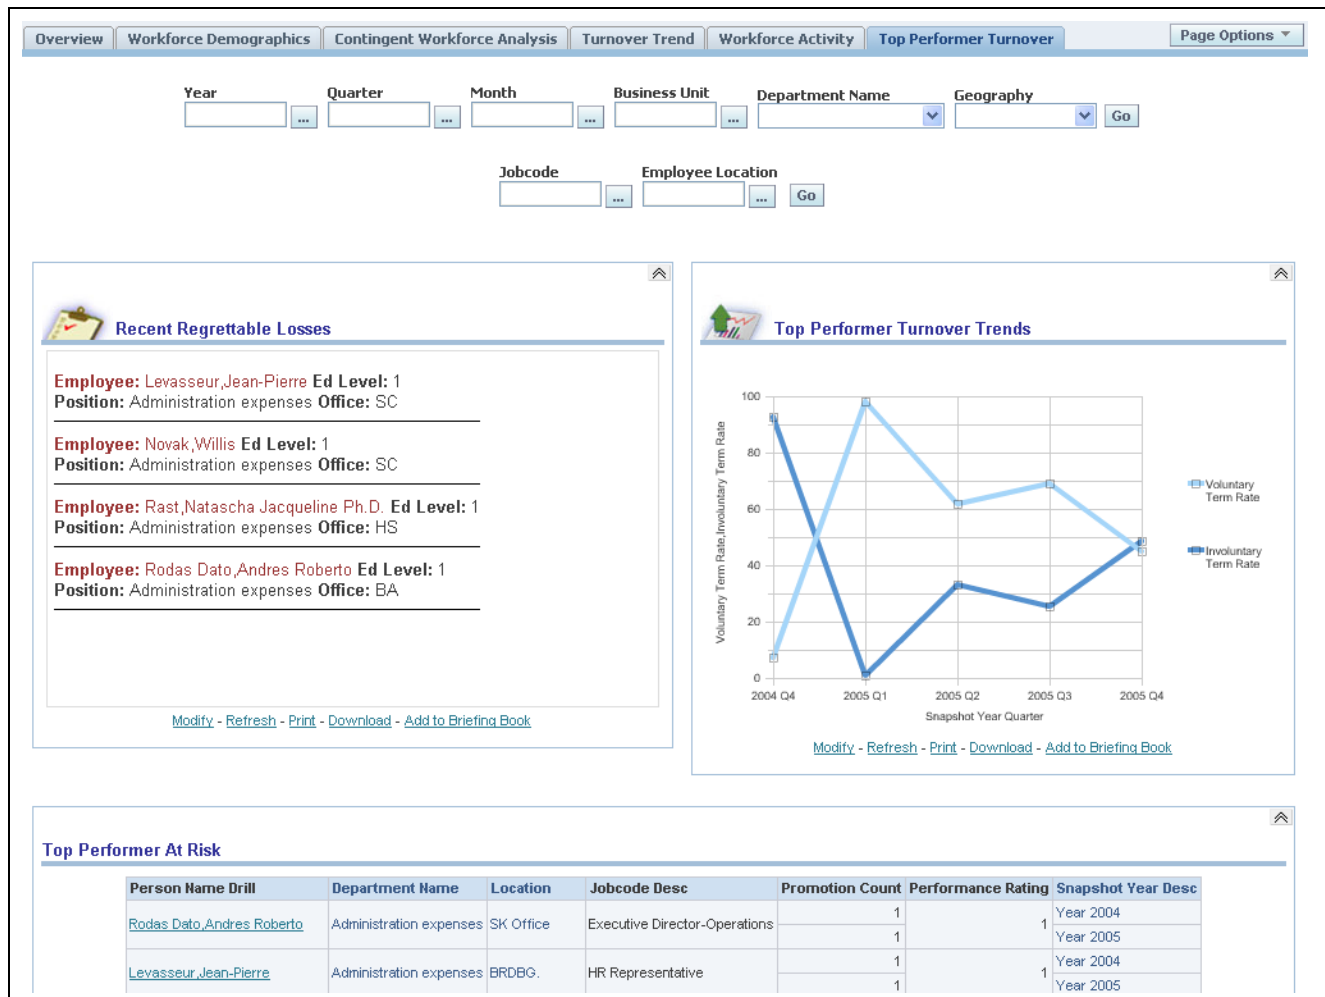 Overview Workforce Demographics Contingent Workforce Analysis Turnover Trend Workforce Activity Top Performer Turnover Page Options
Year Quarter Month Business Unit Department Name Geography
... ... ... ... Go
Jobcode Employee Location
... ... Go
Recent Regrettable Losses
Employee: Levasseur,Jean-Pierre Ed Level: 1
Position: Administration expenses Office: SC
Employee: Novak,Willis Ed Level: 1
Position: Administration expenses Office: SC
Employee: Rast,Natascha Jacqueline Ph.D. Ed Level: 1
Position: Administration expenses Office: HS
Employee: Rodas Dato,Andres Roberto Ed Level: 1
Position: Administration expenses Office: BA
Modify - Refresh - Print - Download - Add to Briefing Book
Top Performer Turnover Trends
Voluntary Term Rate,Involuntary Term Rate
100
80
60
40
20
0
2004 Q4 2005 Q1 2005 Q2 2005 Q3 2005 Q4
Snapshot Year Quarter
Voluntary
Term Rate
Involuntary
Term Rate
Modify - Refresh - Print - Download - Add to Briefing Book
Top Performer At Risk
Person Name Drill Department Name Location Jobcode Desc Promotion Count Performance Rating Snapshot Year Desc
Rodas Dato,Andres Roberto Administration expenses SK Office Executive Director-Operations 1 1 Year 2004
1 Year 2005
Levasseur,Jean-Pierre Administration expenses BRDBG. HR Representative 1 1 Year 2004
1 Year 2005